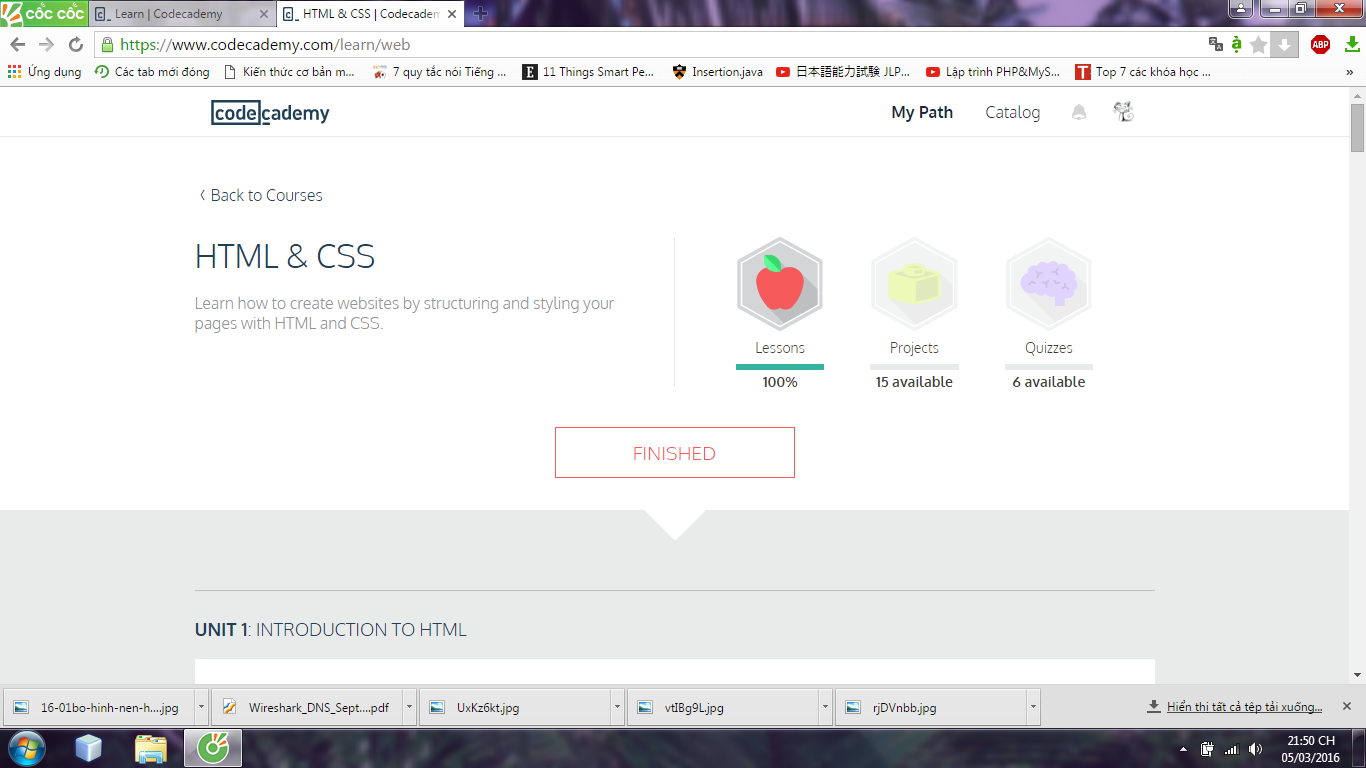 CỐC CỐC
Learn | Codecademy
HTML & CSS | Codecadem
https://www.codecademy.com/learn/web
ABP
Ứng dụng
Các tab mới đóng
Kiến thức cơ bản m...
7 quy tắc nói Tiếng ...
11 Things Smart Pe...
Insertion.java
日本語能力試験 JLP...
Lập trình PHP&MyS...
Top 7 các khóa học ...
»
codecademy
My Path
Catalog
Back to Courses
HTML & CSS
Learn how to create websites by structuring and styling your
pages with HTML and CSS.
Lessons
Projects
Quizzes
100%
15 available
6 available
FINISHED
UNIT 1: INTRODUCTION TO HTML
16-01bo-hinh-nen-h....jpg
Wireshark_DNS_Sept....pdf
UxKz6kt.jpg
vtIBg9L.jpg
rjDVnbb.jpg
Hiển thị tất cả tệp tải xuống...
21:50 CH
05/03/2016